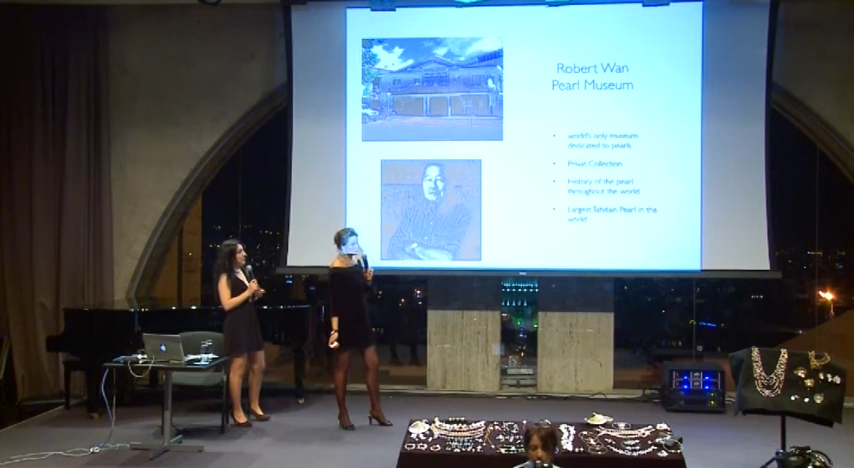 Robert Wan
Pearl Museum
• world's only museum
dedicated to pearls
• Privat Collection
• History of the pearl
throughout the world
• Largest Tahitian Pearl in the
world